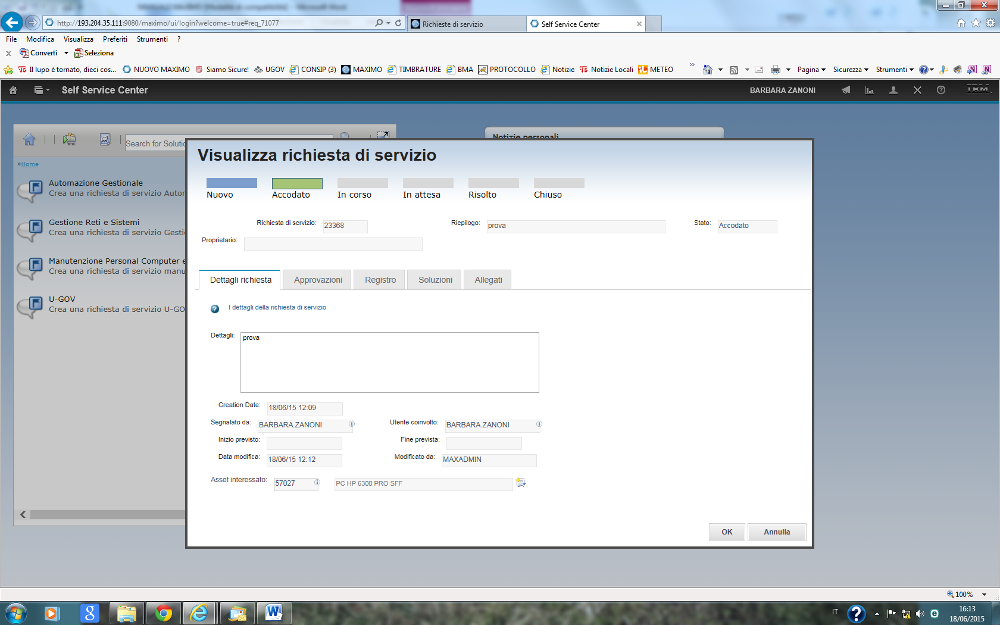 http://193.204.35.111:9080/maximo/ui/login?welcome=true#req_71077
Richieste di servizio
Self Service Center
File Modifica Visualizza Preferiti Strumenti ?
x Converti Seleziona
Il lupo è tornato, dieci cos... NUOVO MAXIMO Siamo Sicure! UGOV CONSIP (3) MAXIMO TIMBRATURE BMA PROTOCOLLO Notizie Notizie Locali METEO » Pagina Sicurezza Strumenti
Self Service Center BARBARA ZANONI IBM.
Search for Solutio
Notizie personali
»Home
Automazione Gestionale
Crea una richiesta di servizio Auton
Gestione Reti e Sistemi
Crea una richiesta di servizio Gesti
Manutenzione Personal Computer e
Crea una richiesta di servizio manu
U-GOV
Crea una richiesta di servizio U-GO
Visualizza richiesta di servizio
Nuovo Accodato In corso In attesa Risolto Chiuso
Richiesta di servizio: 23368 Riepilogo: prova Stato: Accodato
Proprietario:
Dettagli richiesta Approvazioni Registro Soluzioni Allegati
? I dettagli della richiesta di servizio
Dettagli: prova
Creation Date: 18/06/15 12:09
Segnalato da: BARBARA.ZANONI Utente coinvolto: BARBARA.ZANONI
Inizio previsto: Fine prevista:
Data modifica: 18/06/15 12:12 Modificato da: MAXADMIN
Asset interessato: 57027 PC HP 6300 PRO SFF
OK Annulla
100%
IT 16:13
18/06/2015